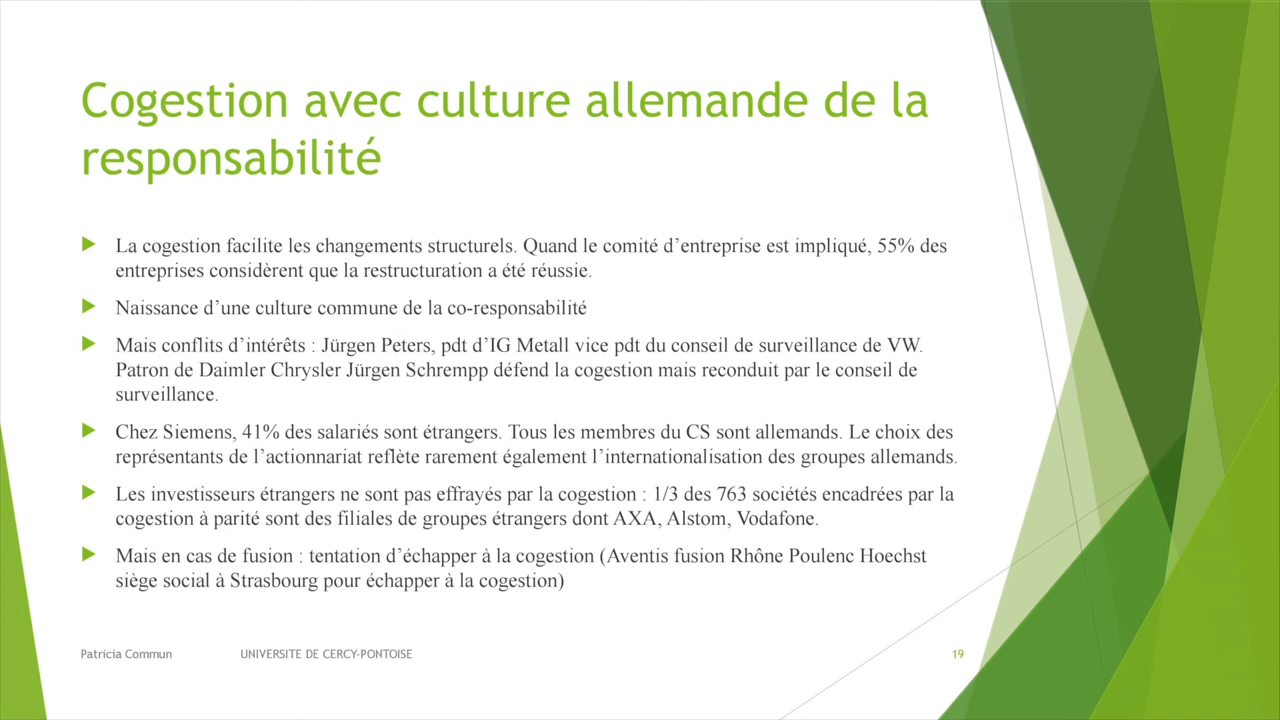 Cogestion avec culture allemande de la
responsabilité
La cogestion facilite les changements structurels. Quand le comité d’entreprise est impliqué, 55% des
entreprises considèrent que la restructuration a été réussie.
Naissance d’une culture commune de la co-responsabilité
Mais conflits d’intérêts : Jürgen Peters, pdt d’IG Metall vice pdt du conseil de surveillance de VW.
Patron de Daimler Chrysler Jürgen Schrempp défend la cogestion mais reconduit par le conseil de
surveillance.
Chez Siemens, 41% des salariés sont étrangers. Tous les membres du CS sont allemands. Le choix des
représentants de l’actionnariat reflète rarement également l’internationalisation des groupes allemands.
Les investisseurs étrangers ne sont pas effrayés par la cogestion : 1/3 des 763 sociétés encadrées par la
cogestion à parité sont des filiales de groupes étrangers dont AXA, Alstom, Vodafone.
Mais en cas de fusion : tentation d’échapper à la cogestion (Aventis fusion Rhône Poulenc Hoechst
siège social à Strasbourg pour échapper à la cogestion)
Patricia Commun UNIVERSITE DE CERCY-PONTOISE 19